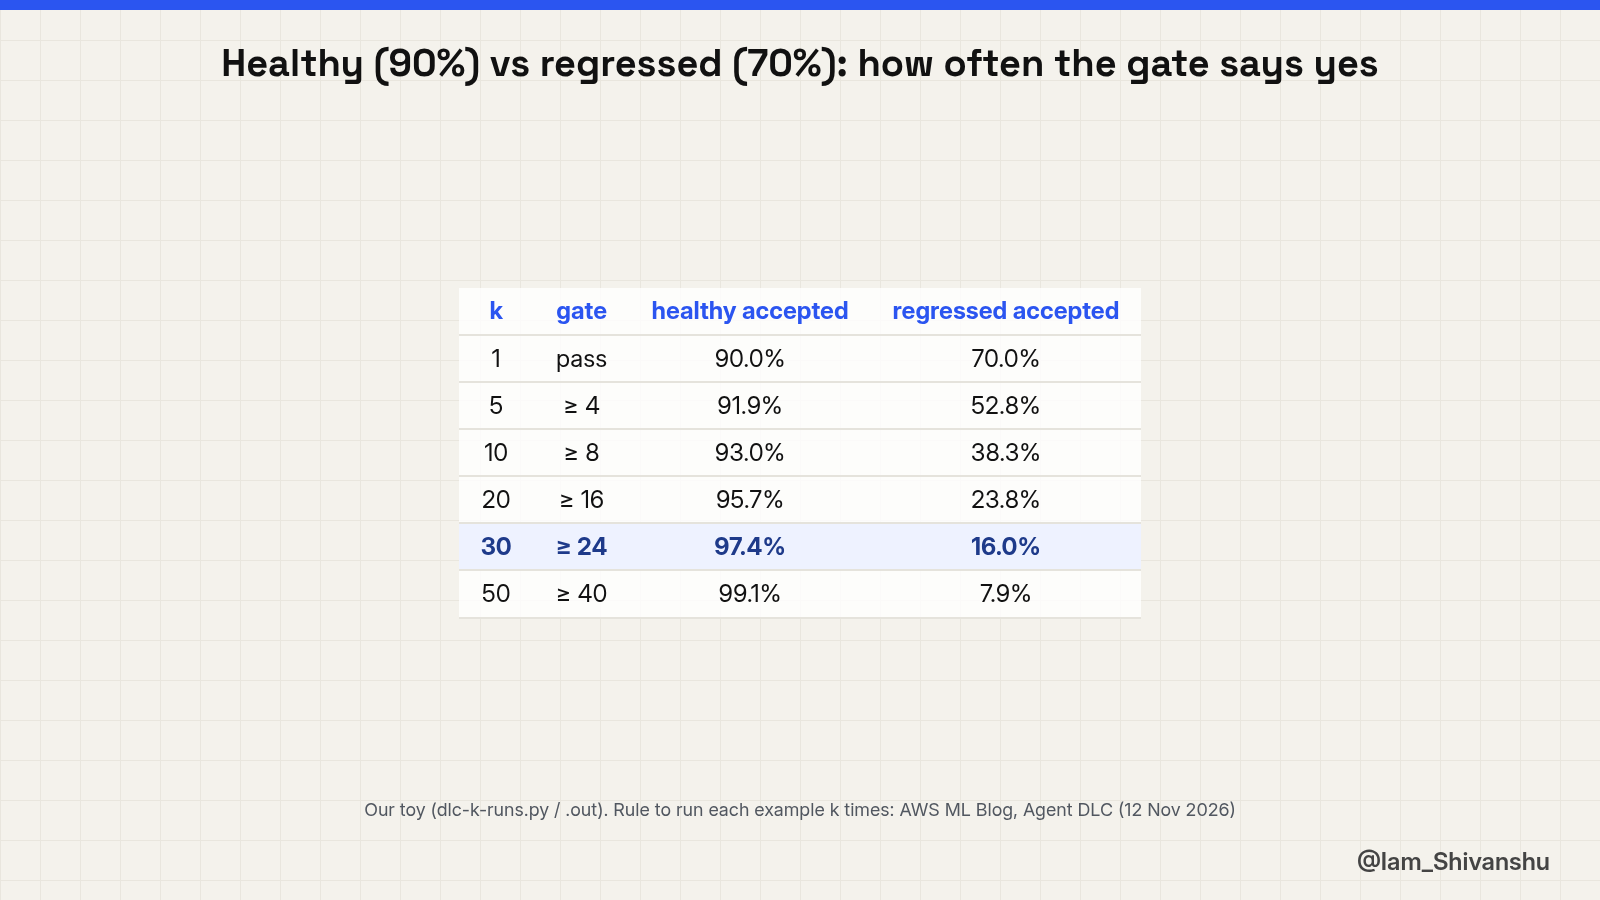 Healthy (90%) vs regressed (70%): how often the gate says yes
k gate healthy accepted regressed accepted
1 pass 90.0% 70.0%
5 ≥ 4 91.9% 52.8%
10 ≥ 8 93.0% 38.3%
20 ≥ 16 95.7% 23.8%
30 ≥ 24 97.4% 16.0%
50 ≥ 40 99.1% 7.9%
Our toy (dlc-k-runs.py / .out). Rule to run each example k times: AWS ML Blog, Agent DLC (12 Nov 2026)
@Iam_Shivanshu